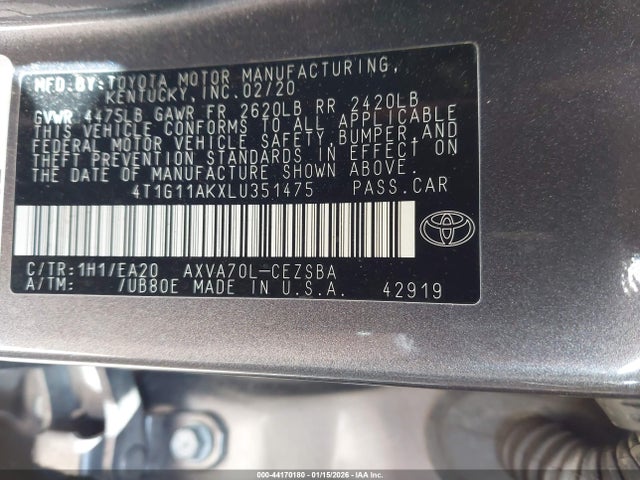 MFD.BY:TOYOTA MOTOR MANUFACTURING,
KENTUCKY, INC. 02/20
GVWR 4475LB GAWR FR 2620LB RR 2420LB
THIS VEHICLE CONFORMS TO ALL APPLICABLE
FEDERAL MOTOR VEHICLE SAFETY, BUMPER, AND
THEFT PREVENTION STANDARDS IN EFFECT ON
THE DATE OF MANUFACTURE SHOWN ABOVE.
4T1G11AKXLU351475 PASS.CAR
C/TR:1H1/EA20 AXVA70L-CEZSBA
A/TM: /UB80E MADE IN U.S.A. 42919
000-44170180 | 01/15/2026 - IAA Inc.